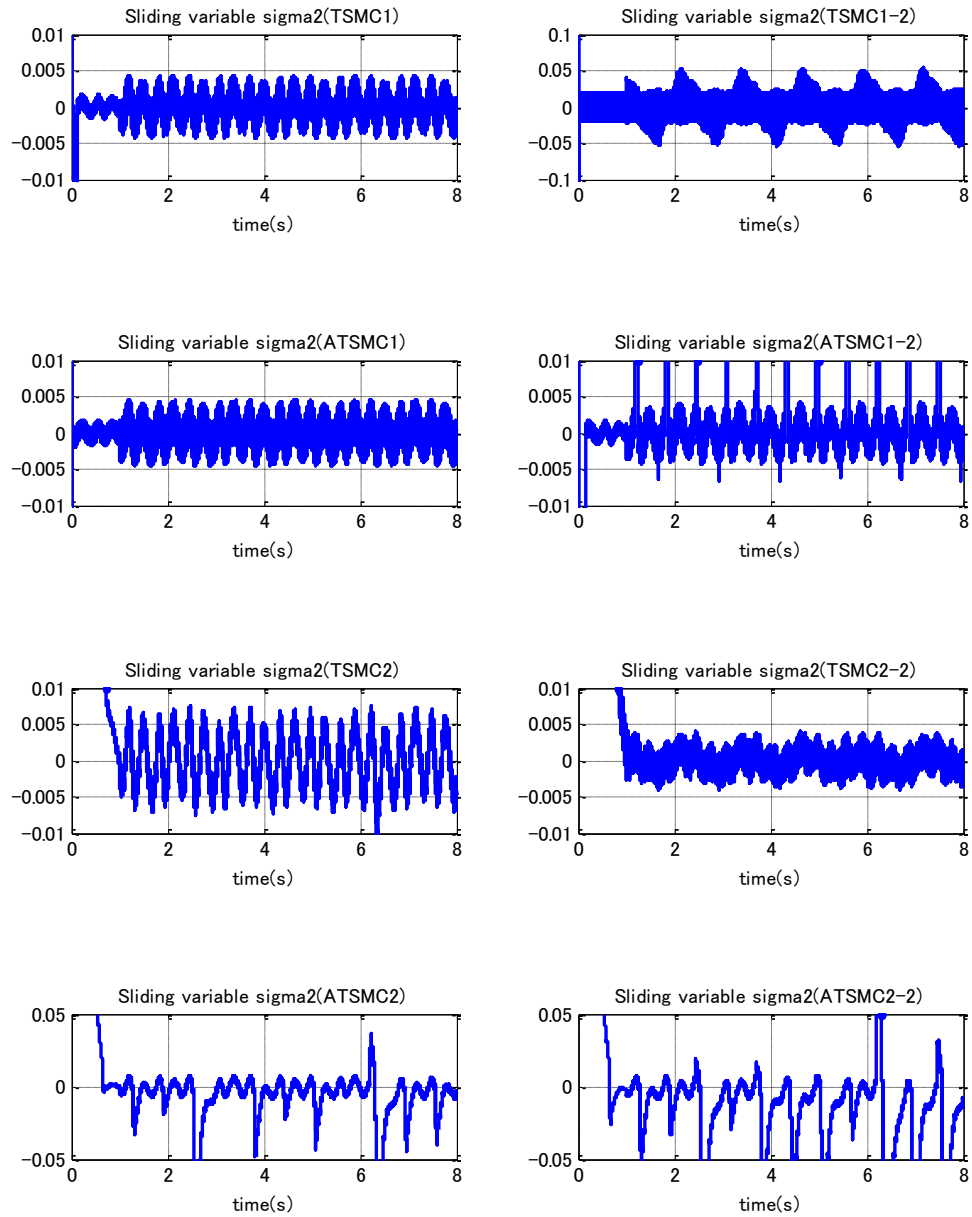 Sliding variable sigma2(TSMC1)
0.01
0.005
0
−0.005
−0.01
0 2 4 6 8
time(s)
Sliding variable sigma2(TSMC1−2)
0.1
0.05
0
−0.05
−0.1
0 2 4 6 8
time(s)
Sliding variable sigma2(ATSMC1)
0.01
0.005
0
−0.005
−0.01
0 2 4 6 8
time(s)
Sliding variable sigma2(ATSMC1−2)
0.01
0.005
0
−0.005
−0.01
0 2 4 6 8
time(s)
Sliding variable sigma2(TSMC2)
0.01
0.005
0
−0.005
−0.01
0 2 4 6 8
time(s)
Sliding variable sigma2(TSMC2−2)
0.01
0.005
0
−0.005
−0.01
0 2 4 6 8
time(s)
Sliding variable sigma2(ATSMC2)
0.05
0
−0.05
0 2 4 6 8
time(s)
Sliding variable sigma2(ATSMC2−2)
0.05
0
−0.05
0 2 4 6 8
time(s)